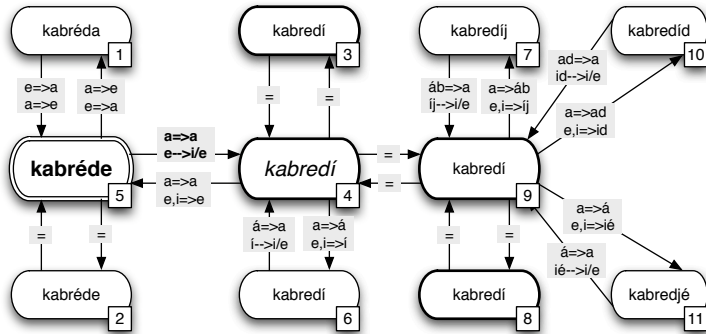 kabréda
1
kabredí
3
kabredíj
7
kabredíd
10
e=>a
a=>e
a=>e
e=>a
=
=
áb=>a
íj-->i/e
a=>áb
e,i=>íj
ad=>a
id-->i/e
a=>ad
e,i=>id
kabréde
5
a=>a
e-->i/e
a=>a
e,i=>e
kabredí
4
=
=
kabredí
9
=
=
á=>a
í-->i/e
a=>á
e,i=>í
=
=
a=>á
e,i=>ié
á=>a
ié-->i/e
kabréde
2
kabredí
6
kabredí
8
kabredjé
11